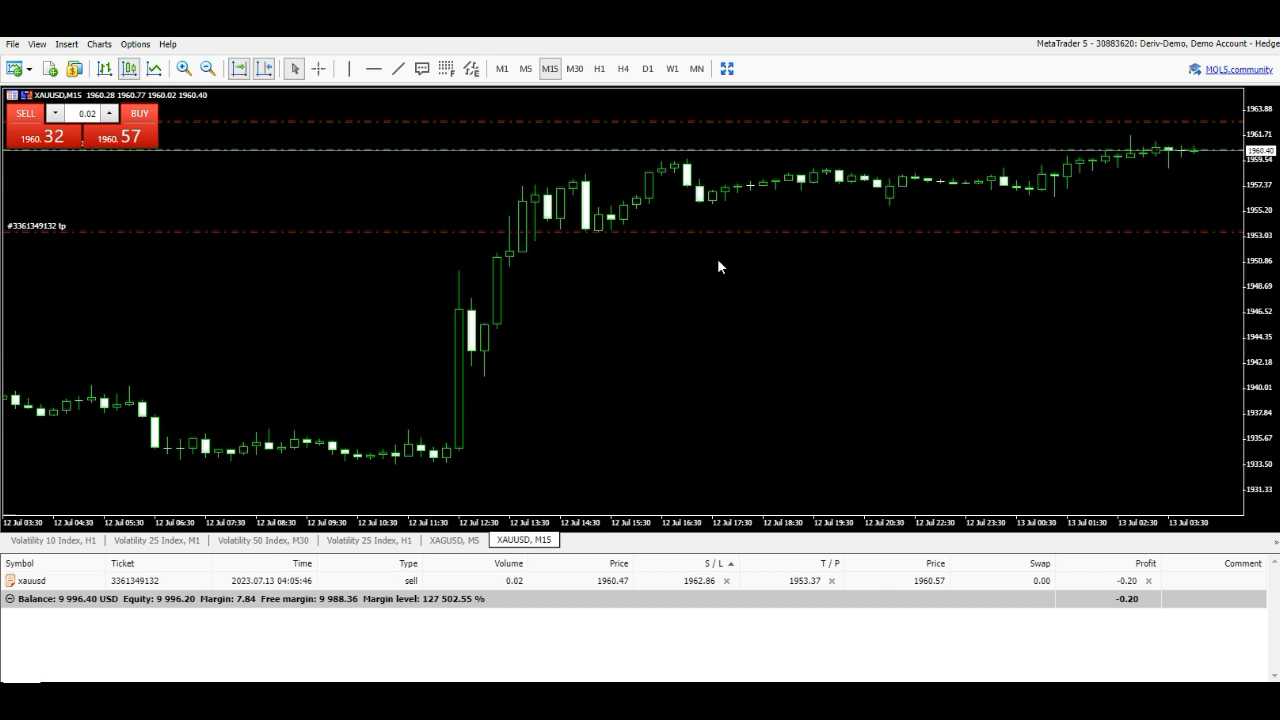 File View Insert Charts Options Help
MetaTrader 5 - 30883620: Deriv-Demo, Demo Account - Hedge
M1 M5 M15 M30 H1 H4 D1 W1 MN
MQL5.community
XAUUSD,M15 1960.28 1960.77 1960.02 1960.40
SELL 0.02 BUY
1960. 32 1960. 57
#3361349132 tp
1963.88
1961.71
1960.40
1959.54
1957.37
1955.20
1953.03
1950.86
1948.69
1946.52
1944.35
1942.18
1940.01
1937.84
1935.67
1933.50
1931.33
12 Jul 03:30 12 Jul 04:30 12 Jul 05:30 12 Jul 06:30 12 Jul 07:30 12 Jul 08:30 12 Jul 09:30 12 Jul 10:30 12 Jul 11:30 12 Jul 12:30 12 Jul 13:30 12 Jul 14:30 12 Jul 15:30 12 Jul 16:30 12 Jul 17:30 12 Jul 18:30 12 Jul 19:30 12 Jul 20:30 12 Jul 22:30 12 Jul 23:30 13 Jul 00:30 13 Jul 01:30 13 Jul 02:30 13 Jul 03:30
Volatility 10 Index, H1 Volatility 25 Index, M1 Volatility 50 Index, M30 Volatility 25 Index, H1 XAGUSD, M5 XAUUSD, M15
Symbol Ticket Time Type Volume Price S / L T / P Price Swap Profit Comment
xauusd 3361349132 2023.07.13 04:05:46 sell 0.02 1960.47 1962.86 1953.37 1960.57 0.00 -0.20
Balance: 9 996.40 USD Equity: 9 996.20 Margin: 7.84 Free margin: 9 988.36 Margin level: 127 502.55 % -0.20